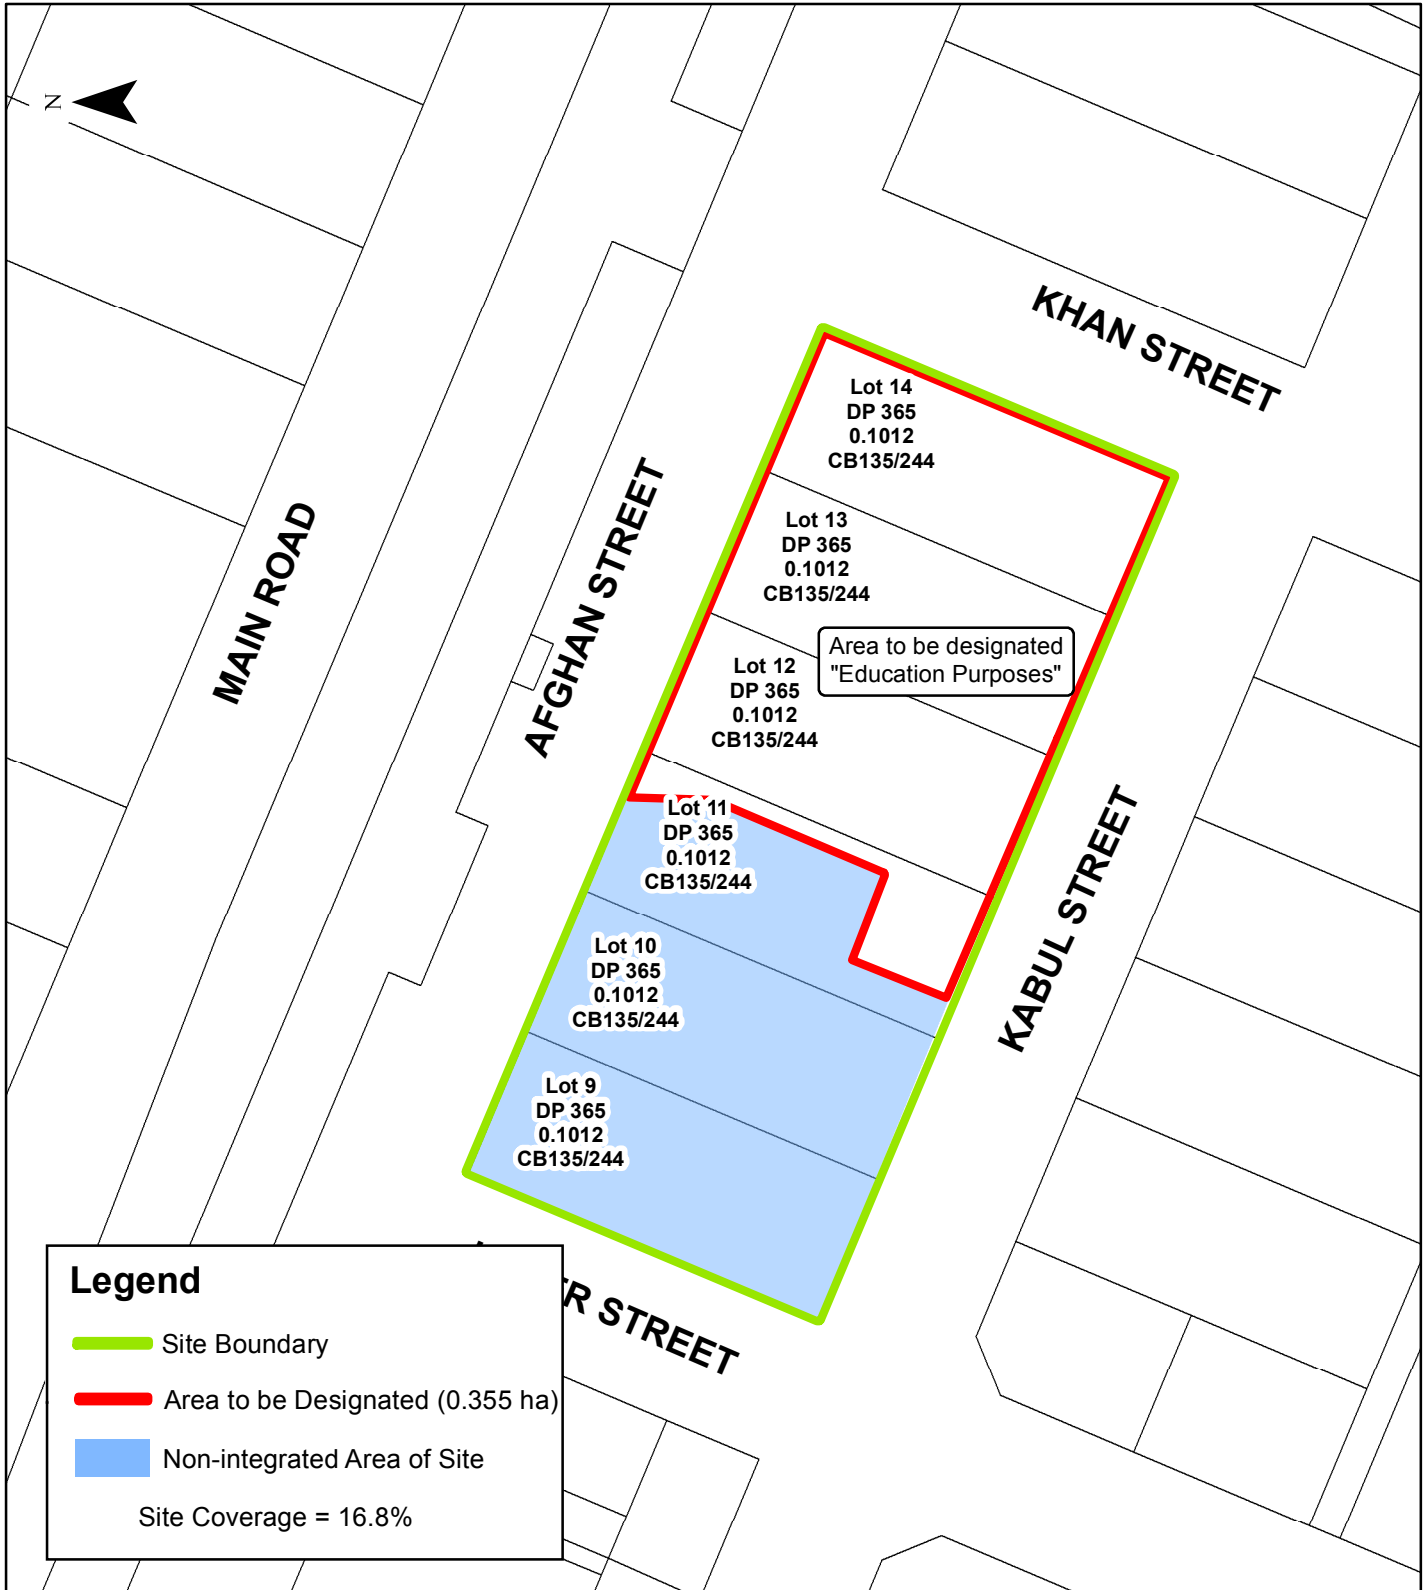 N
KHAN STREET
Lot 14
DP 365
0.1012
CB135/244
Lot 13
DP 365
0.1012
CB135/244
Area to be designated
"Education Purposes"
Lot 12
DP 365
0.1012
CB135/244
MAIN ROAD
AFGHAN STREET
Lot 11
DP 365
0.1012
CB135/244
KABUL STREET
Lot 10
DP 365
0.1012
CB135/244
Lot 9
DP 365
0.1012
CB135/244
STREET
Legend
Site Boundary
Area to be Designated (0.355 ha)
Non-integrated Area of Site
Site Coverage = 16.8%